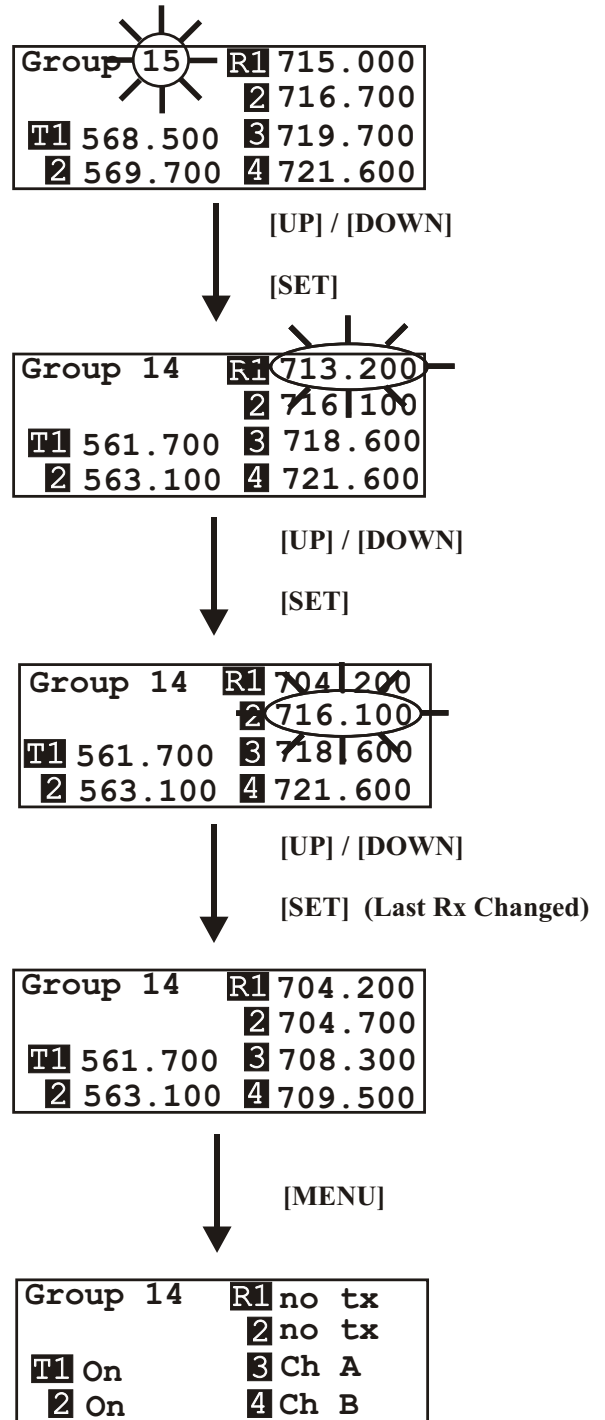 Group 15 R1 715.000
2 716.700
T1 568.500 3 719.700
2 569.700 4 721.600
[UP] / [DOWN]
[SET]
Group 14 R1 713.200
2 716.100
T1 561.700 3 718.600
2 563.100 4 721.600
[UP] / [DOWN]
[SET]
Group 14 R1 704.200
2 716.100
T1 561.700 3 718.600
2 563.100 4 721.600
[UP] / [DOWN]
[SET] (Last Rx Changed)
Group 14 R1 704.200
2 704.700
T1 561.700 3 708.300
2 563.100 4 709.500
[MENU]
Group 14 R1 no tx
2 no tx
T1 On 3 Ch A
2 On 4 Ch B